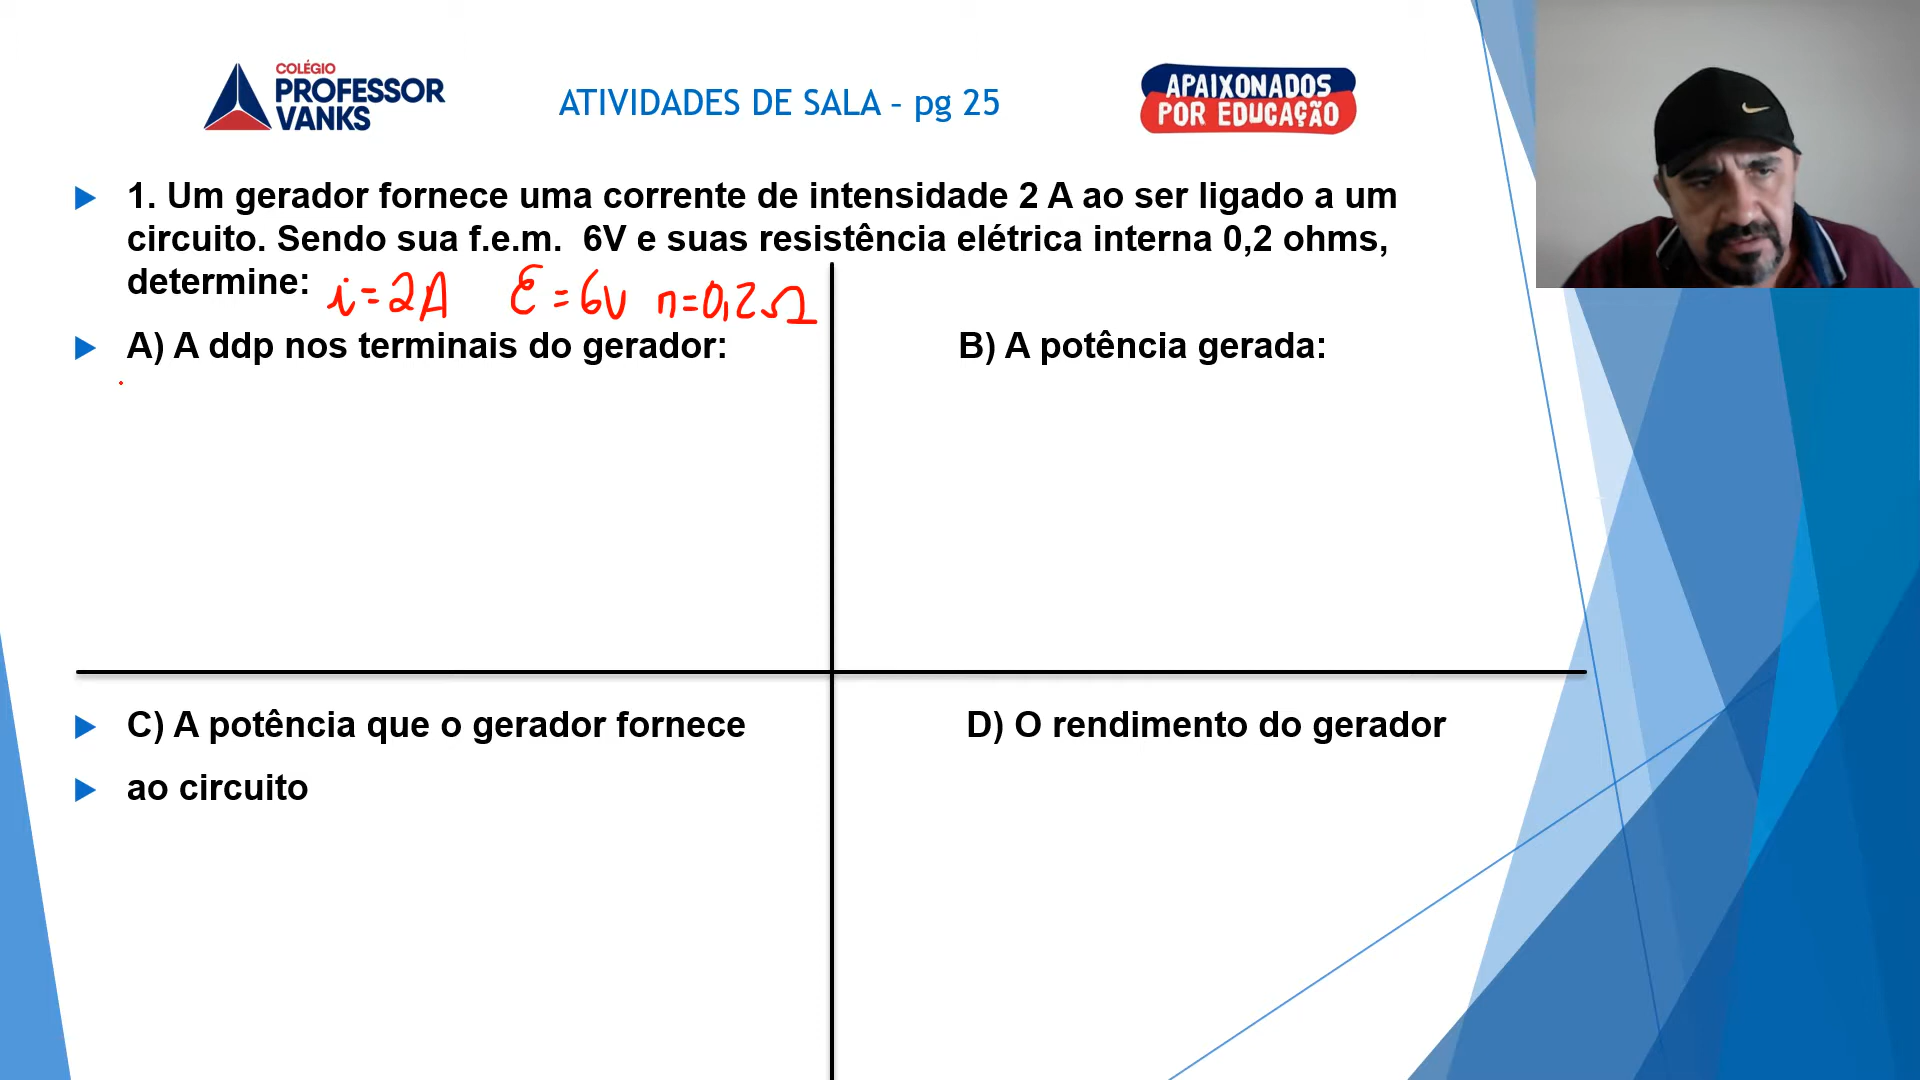 COLÉGIO
PROFESSOR
VANKS
ATIVIDADES DE SALA - pg 25
APAIXONADOS
POR EDUCAÇÃO
1. Um gerador fornece uma corrente de intensidade 2 A ao ser ligado a um
circuito. Sendo sua f.e.m. 6V e suas resistência elétrica interna 0,2 ohms,
determine: i=2A ε=6V r=0,2Ω
A) A ddp nos terminais do gerador:
B) A potência gerada:
C) A potência que o gerador fornece
D) O rendimento do gerador
ao circuito